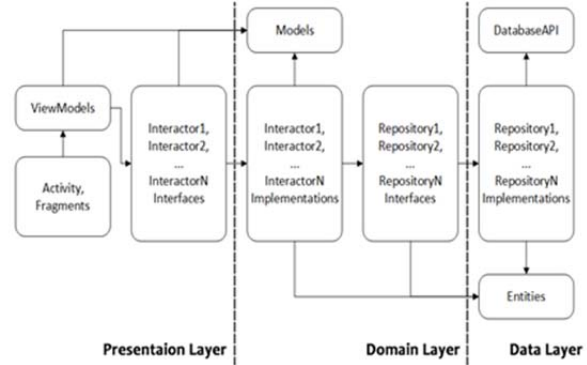 Models
DatabaseAPI
ViewModels
Activity,
Fragments
Interactor1,
Interactor2,
...
InteractorN
Interfaces
Interactor1,
Interactor2,
...
InteractorN
Implementations
Repository1,
Repository2,
...
RepositoryN
Interfaces
Repository1,
Repository2,
...
RepositoryN
Implementations
Entities
Presentaion Layer
Domain Layer
Data Layer